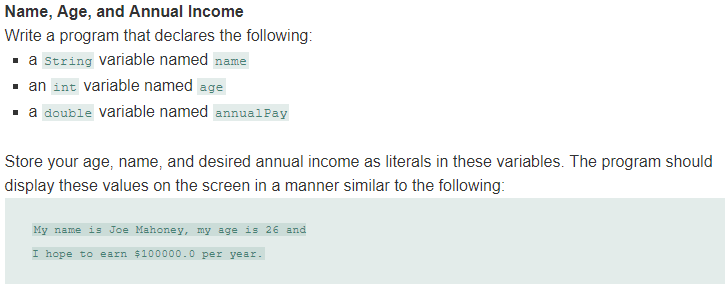 Name, Age, and Annual Income
Write a program that declares the following:
▪ a String variable named name
▪ an int variable named age
▪ a double variable named annualPay
Store your age, name, and desired annual income as literals in these variables. The program should
display these values on the screen in a manner similar to the following:
My name is Joe Mahoney, my age is 26 and
I hope to earn $100000.0 per year.